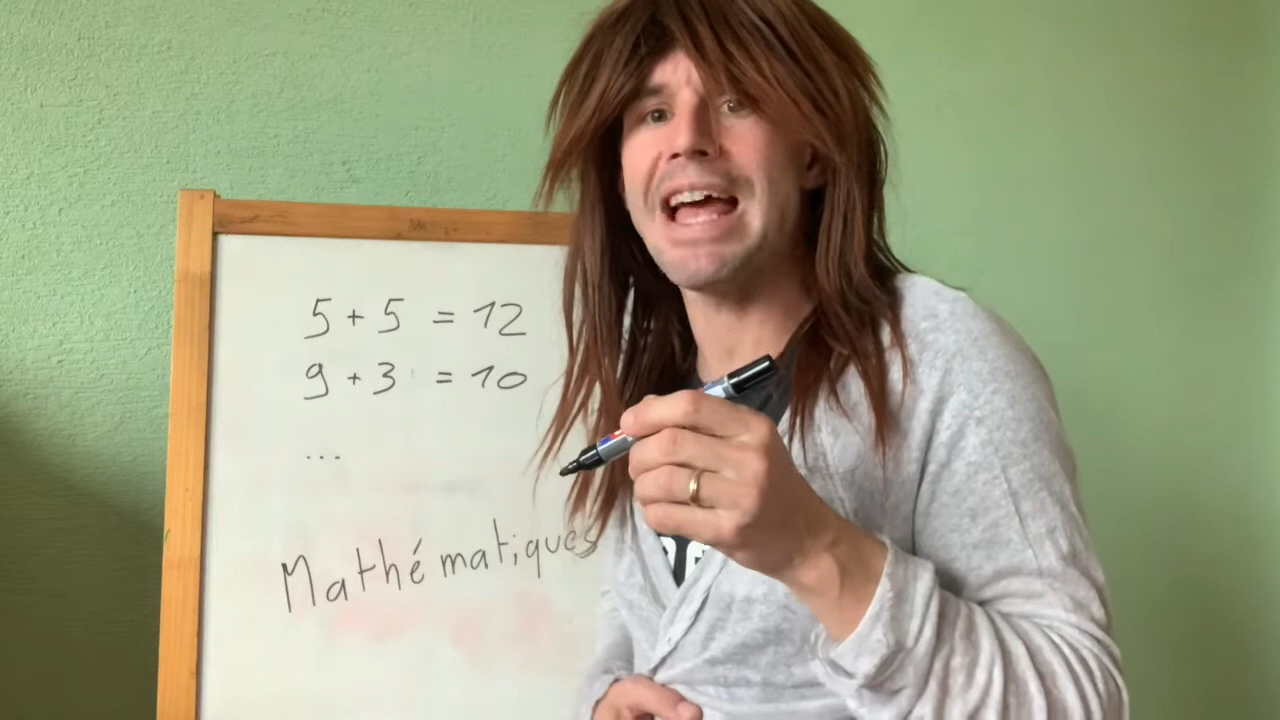 5 + 5 = 12
9 + 3 = 10
...
Mathématiques